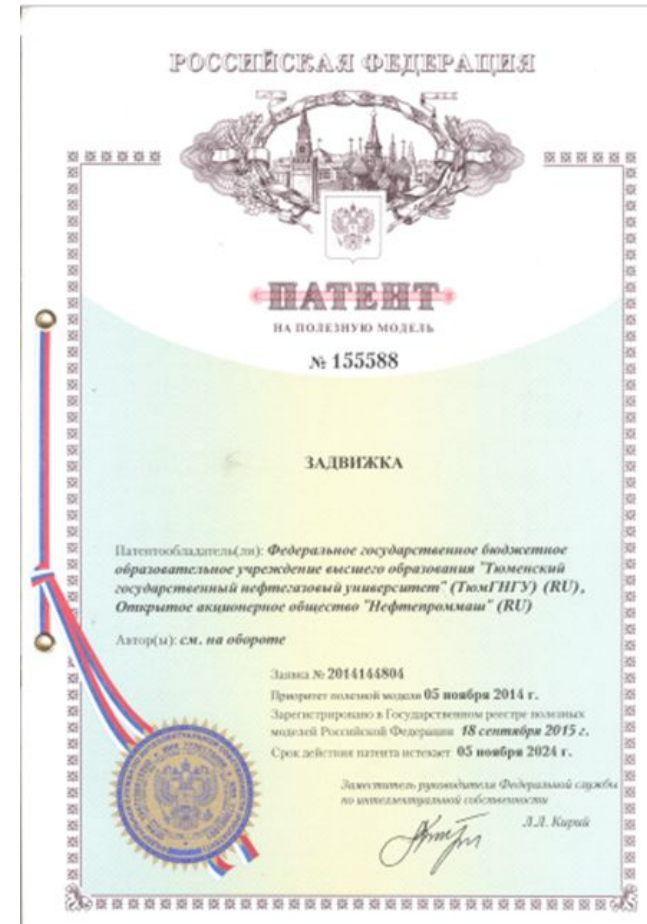 РОССИЙСКАЯ ФЕДЕРАЦИЯ
ПАТЕНТ
НА ПОЛЕЗНУЮ МОДЕЛЬ
№ 155588
ЗАДВИЖКА
Патентообладатель(ли): Федеральное государственное бюджетное
образовательное учреждение высшего образования "Тюменский
государственный нефтегазовый университет" (ТюмГНГУ) (RU),
Открытое акционерное общество "Нефтепроммаш" (RU)
Автор(ы): см. на обороте
Заявка № 2014144804
Приоритет полезной модели 05 ноября 2014 г.
Зарегистрировано в Государственном реестре полезных
моделей Российской Федерации 18 сентября 2015 г.
Срок действия патента истекает 05 ноября 2024 г.
Заместитель руководителя Федеральной службы
по интеллектуальной собственности
Л.Л. Кирий